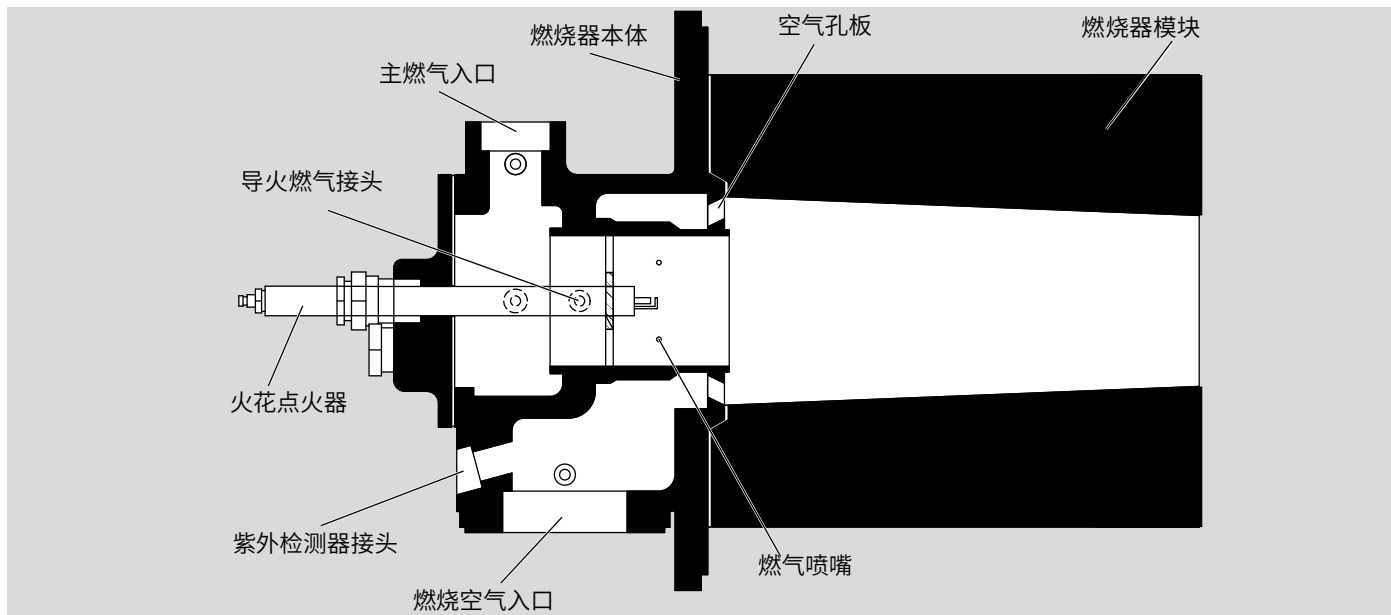 空气孔板
燃烧器模块
燃烧器本体
主燃气入口
导火燃气接头
火花点火器
紫外检测器接头
燃气喷嘴
燃烧空气入口